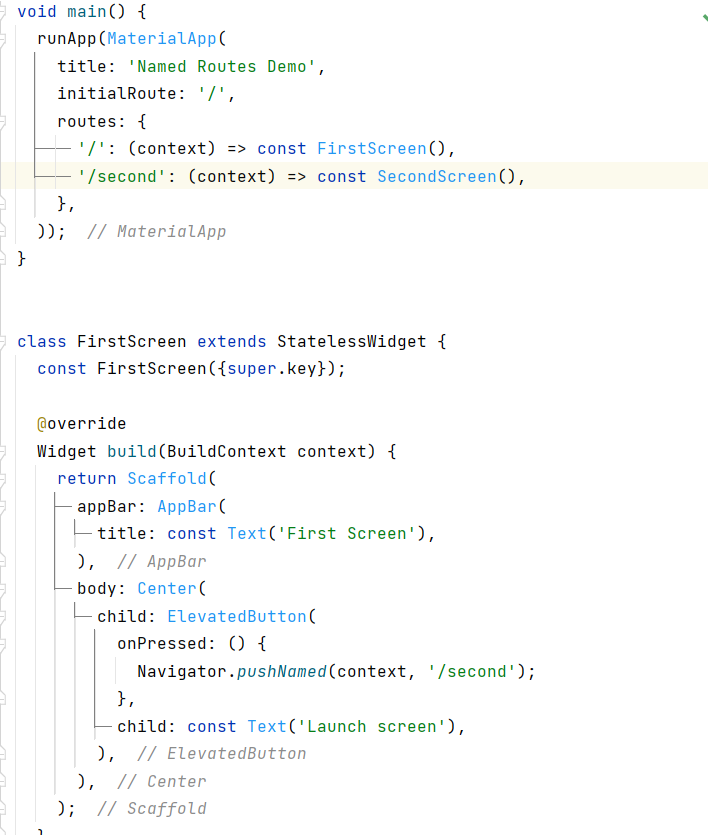 void main() {
  runApp(MaterialApp(
    title: 'Named Routes Demo',
    initialRoute: '/',
    routes: {
      '/': (context) => const FirstScreen(),
      '/second': (context) => const SecondScreen(),
    },
  ));  // MaterialApp
}
class FirstScreen extends StatelessWidget {
  const FirstScreen({super.key});
  @override
  Widget build(BuildContext context) {
    return Scaffold(
      appBar: AppBar(
        title: const Text('First Screen'),
      ),  // AppBar
      body: Center(
        child: ElevatedButton(
          onPressed: () {
            Navigator.pushNamed(context, '/second');
          },
          child: const Text('Launch screen'),
        ),  // ElevatedButton
      ),  // Center
    );  // Scaffold
  }